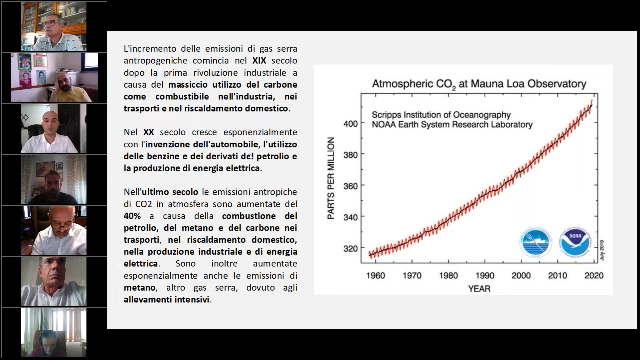 L'incremento delle emissioni di gas serra
antropogeniche comincia nel XIX secolo
dopo la prima rivoluzione industriale a
causa del massiccio utilizzo del carbone
come combustibile nell'industria, nei
trasporti e nel riscaldamento domestico.
Nel XX secolo cresce esponenzialmente
con l'invenzione dell'automobile, l'utilizzo
delle benzine e dei derivati del petrolio e
la produzione di energia elettrica.
Nell'ultimo secolo le emissioni antropiche
di CO2 in atmosfera sono aumentate del
40% a causa della combustione del
petrolio, del metano e del carbone nei
trasporti, nel riscaldamento domestico,
nella produzione industriale e di energia
elettrica. Sono inoltre aumentate
esponenzialmente anche le emissioni di
metano, altro gas serra, dovuto agli
allevamenti intensivi.
Atmospheric CO2 at Mauna Loa Observatory
Scripps Institution of Oceanography
NOAA Earth System Research Laboratory
PARTS PER MILLION
400
380
360
340
320
1960
1970
1980
1990
2000
2010
2020
YEAR
July 2019